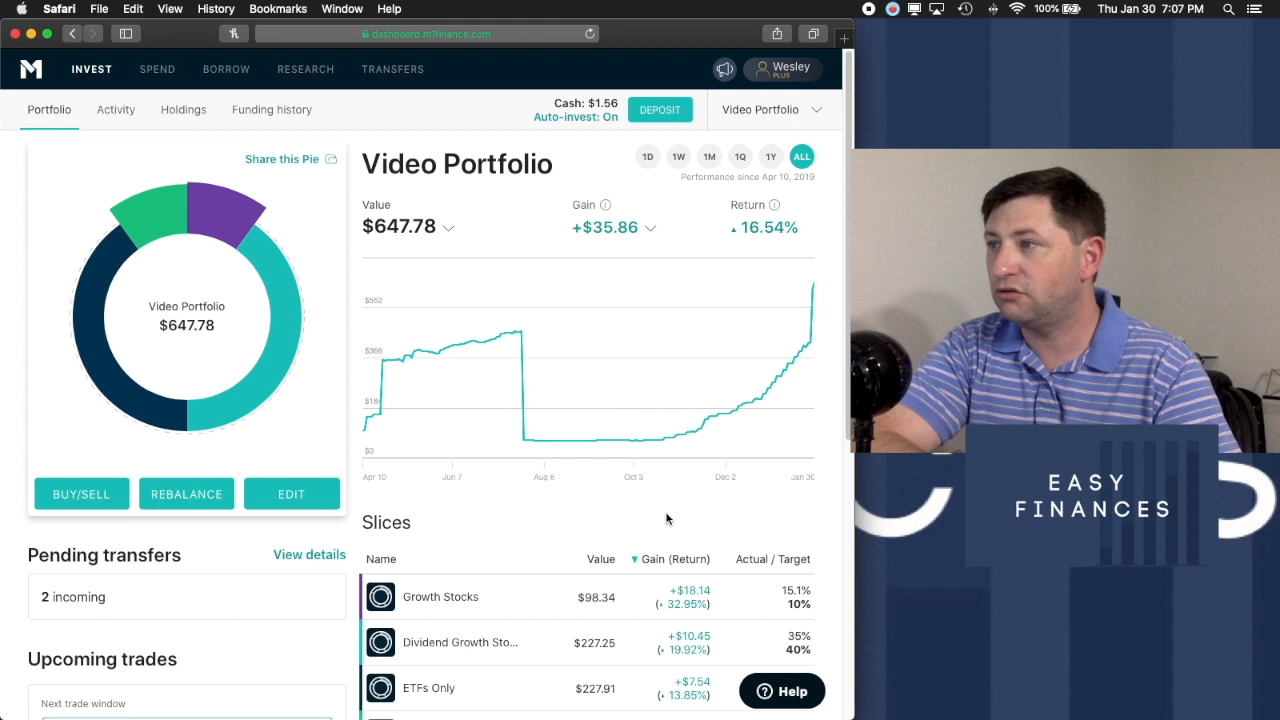 Safari File Edit View History Bookmarks Window Help
100% Thu Jan 30 7:07 PM
dashboard.m1finance.com
INVEST SPEND BORROW RESEARCH TRANSFERS
Wesley
PLUS
Portfolio Activity Holdings Funding history
Cash: $1.56
Auto-invest: On
DEPOSIT
Video Portfolio
Share this Pie
Video Portfolio
$647.78
BUY/SELL REBALANCE EDIT
Pending transfers View details
2 incoming
Upcoming trades
Next trade window
Video Portfolio
1D 1W 1M 1Q 1Y ALL
Performance since Apr 10, 2019
Value Gain Return
$647.78 +$35.86 ▲ 16.54%
$552
$368
$184
$0
Apr 10 Jun 7 Aug 6 Oct 3 Dec 2 Jan 30
Slices
Name Value ▼ Gain (Return) Actual / Target
Growth Stocks $98.34 +$18.14 15.1%
(▲ 32.95%) 10%
Dividend Growth Sto... $227.25 +$10.45 35%
(▲ 19.92%) 40%
ETFs Only $227.91 +$7.54
(▲ 13.85%)
Help
EASY
FINANCES